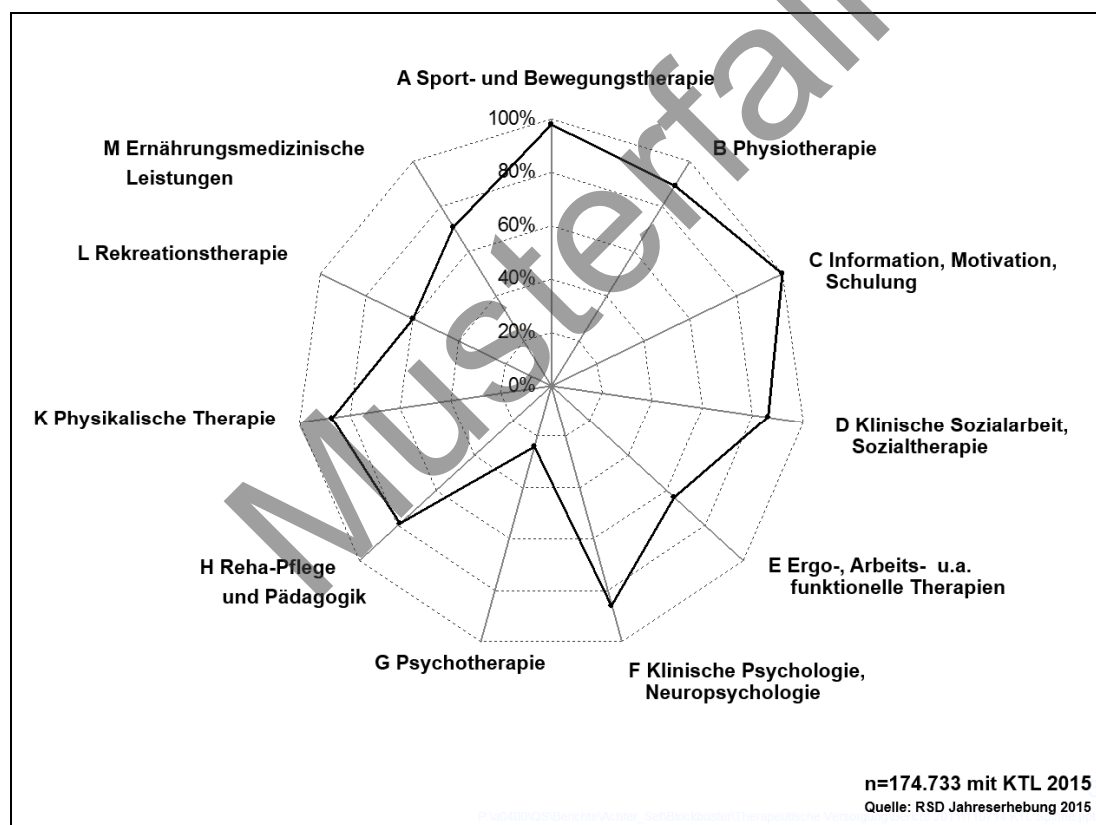 A Sport- und Bewegungstherapie
100%
80%
60%
40%
20%
0%
B Physiotherapie
C Information, Motivation,
Schulung
D Klinische Sozialarbeit,
Sozialtherapie
E Ergo-, Arbeits- u.a.
funktionelle Therapien
F Klinische Psychologie,
Neuropsychologie
G Psychotherapie
H Reha-Pflege
und Pädagogik
K Physikalische Therapie
L Rekreationstherapie
M Ernährungsmedizinische
Leistungen
Musterfall
n=174.733 mit KTL 2015
Quelle: RSD Jahreserhebung 2015